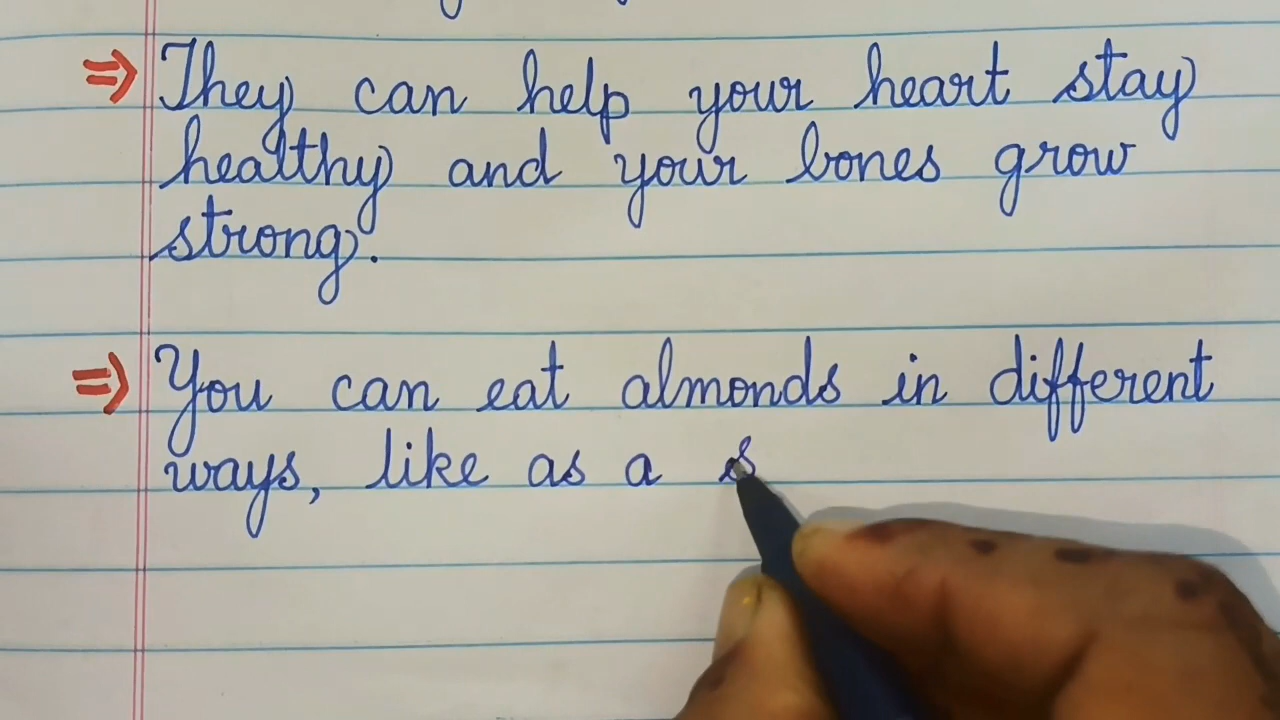 ⇒ They can help your heart stay
healthy and your bones grow
strong.
⇒ You can eat almonds in different
ways, like as a s